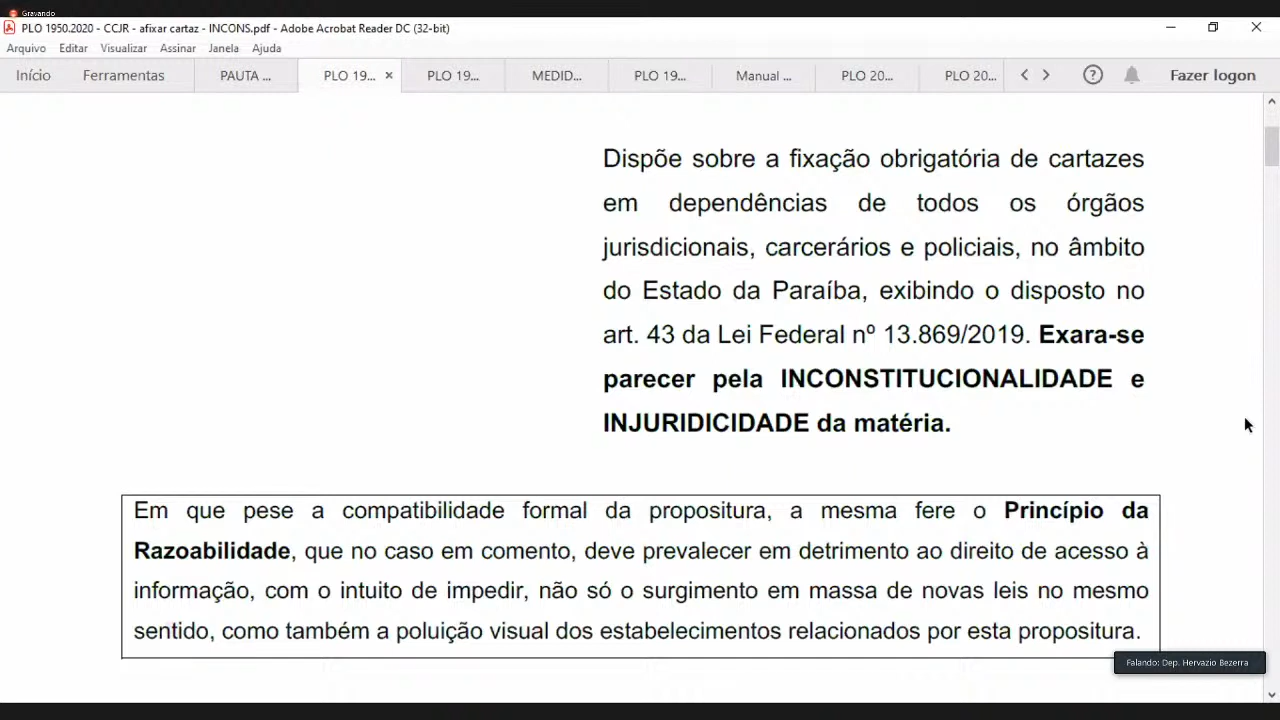 Gravando
PLO 1950.2020 - CCJR - afixar cartaz - INCONS.pdf - Adobe Acrobat Reader DC (32-bit)
Arquivo Editar Visualizar Assinar Janela Ajuda
Início Ferramentas PAUTA ... PLO 19... × PLO 19... MEDID... PLO 19... Manual ... PLO 20... PLO 20... Fazer logon
Dispõe sobre a fixação obrigatória de cartazes
em dependências de todos os órgãos
jurisdicionais, carcerários e policiais, no âmbito
do Estado da Paraíba, exibindo o disposto no
art. 43 da Lei Federal nº 13.869/2019. Exara-se
parecer pela INCONSTITUCIONALIDADE e
INJURIDICIDADE da matéria.
Em que pese a compatibilidade formal da propositura, a mesma fere o Princípio da
Razoabilidade, que no caso em comento, deve prevalecer em detrimento ao direito de acesso à
informação, com o intuito de impedir, não só o surgimento em massa de novas leis no mesmo
sentido, como também a poluição visual dos estabelecimentos relacionados por esta propositura.
Falando: Dep. Hervazio Bezerra